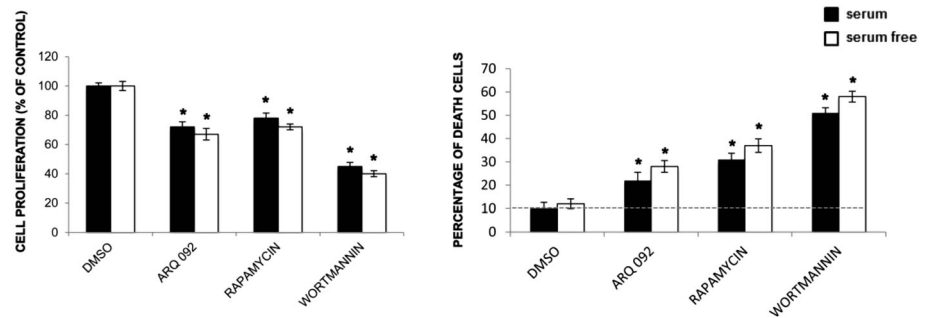 serum
serum free
CELL PROLIFERATION (% OF CONTROL)
120
100
80
60
40
20
0
* * * * * *
DMSO
ARQ 092
RAPAMYCIN
WORTMANNIN
PERCENTAGE OF DEATH CELLS
70
60
50
40
30
20
10
0
* * * * * *
DMSO
ARQ 092
RAPAMYCIN
WORTMANNIN